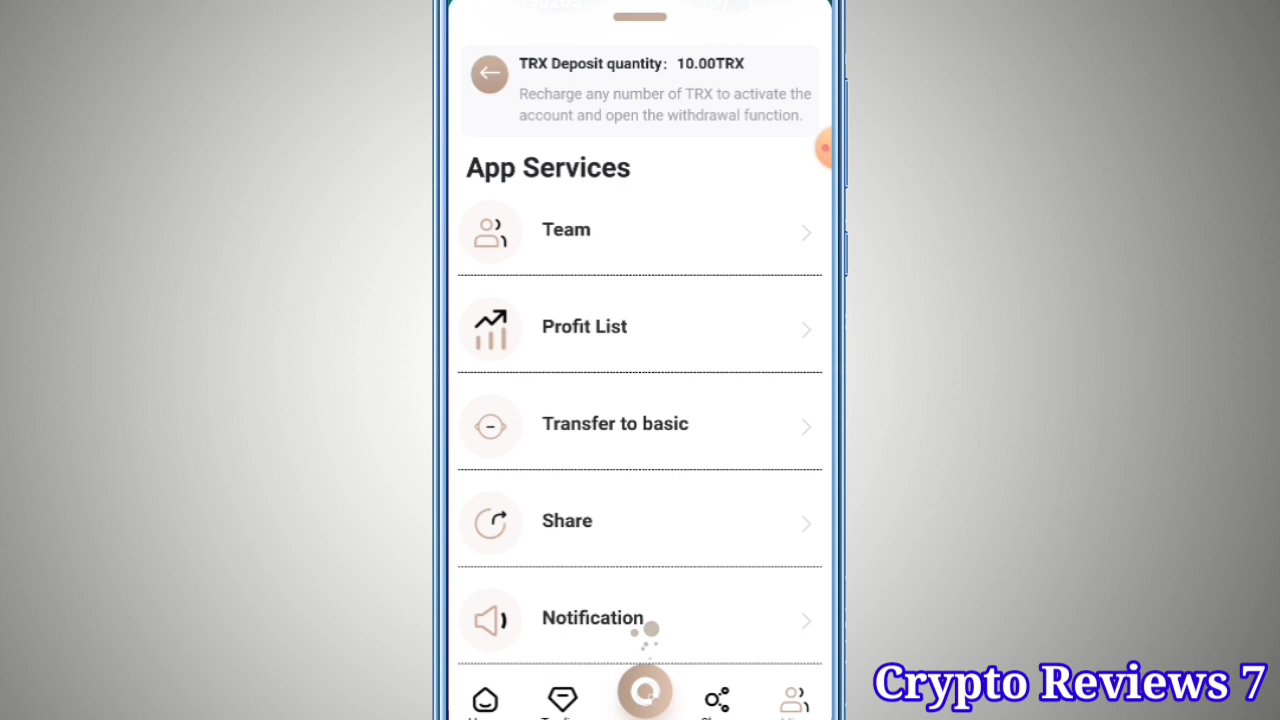 TRX Deposit quantity: 10.00TRX
Recharge any number of TRX to activate the
account and open the withdrawal function.
App Services
Team
Profit List
Transfer to basic
Share
Notification
Crypto Reviews 7